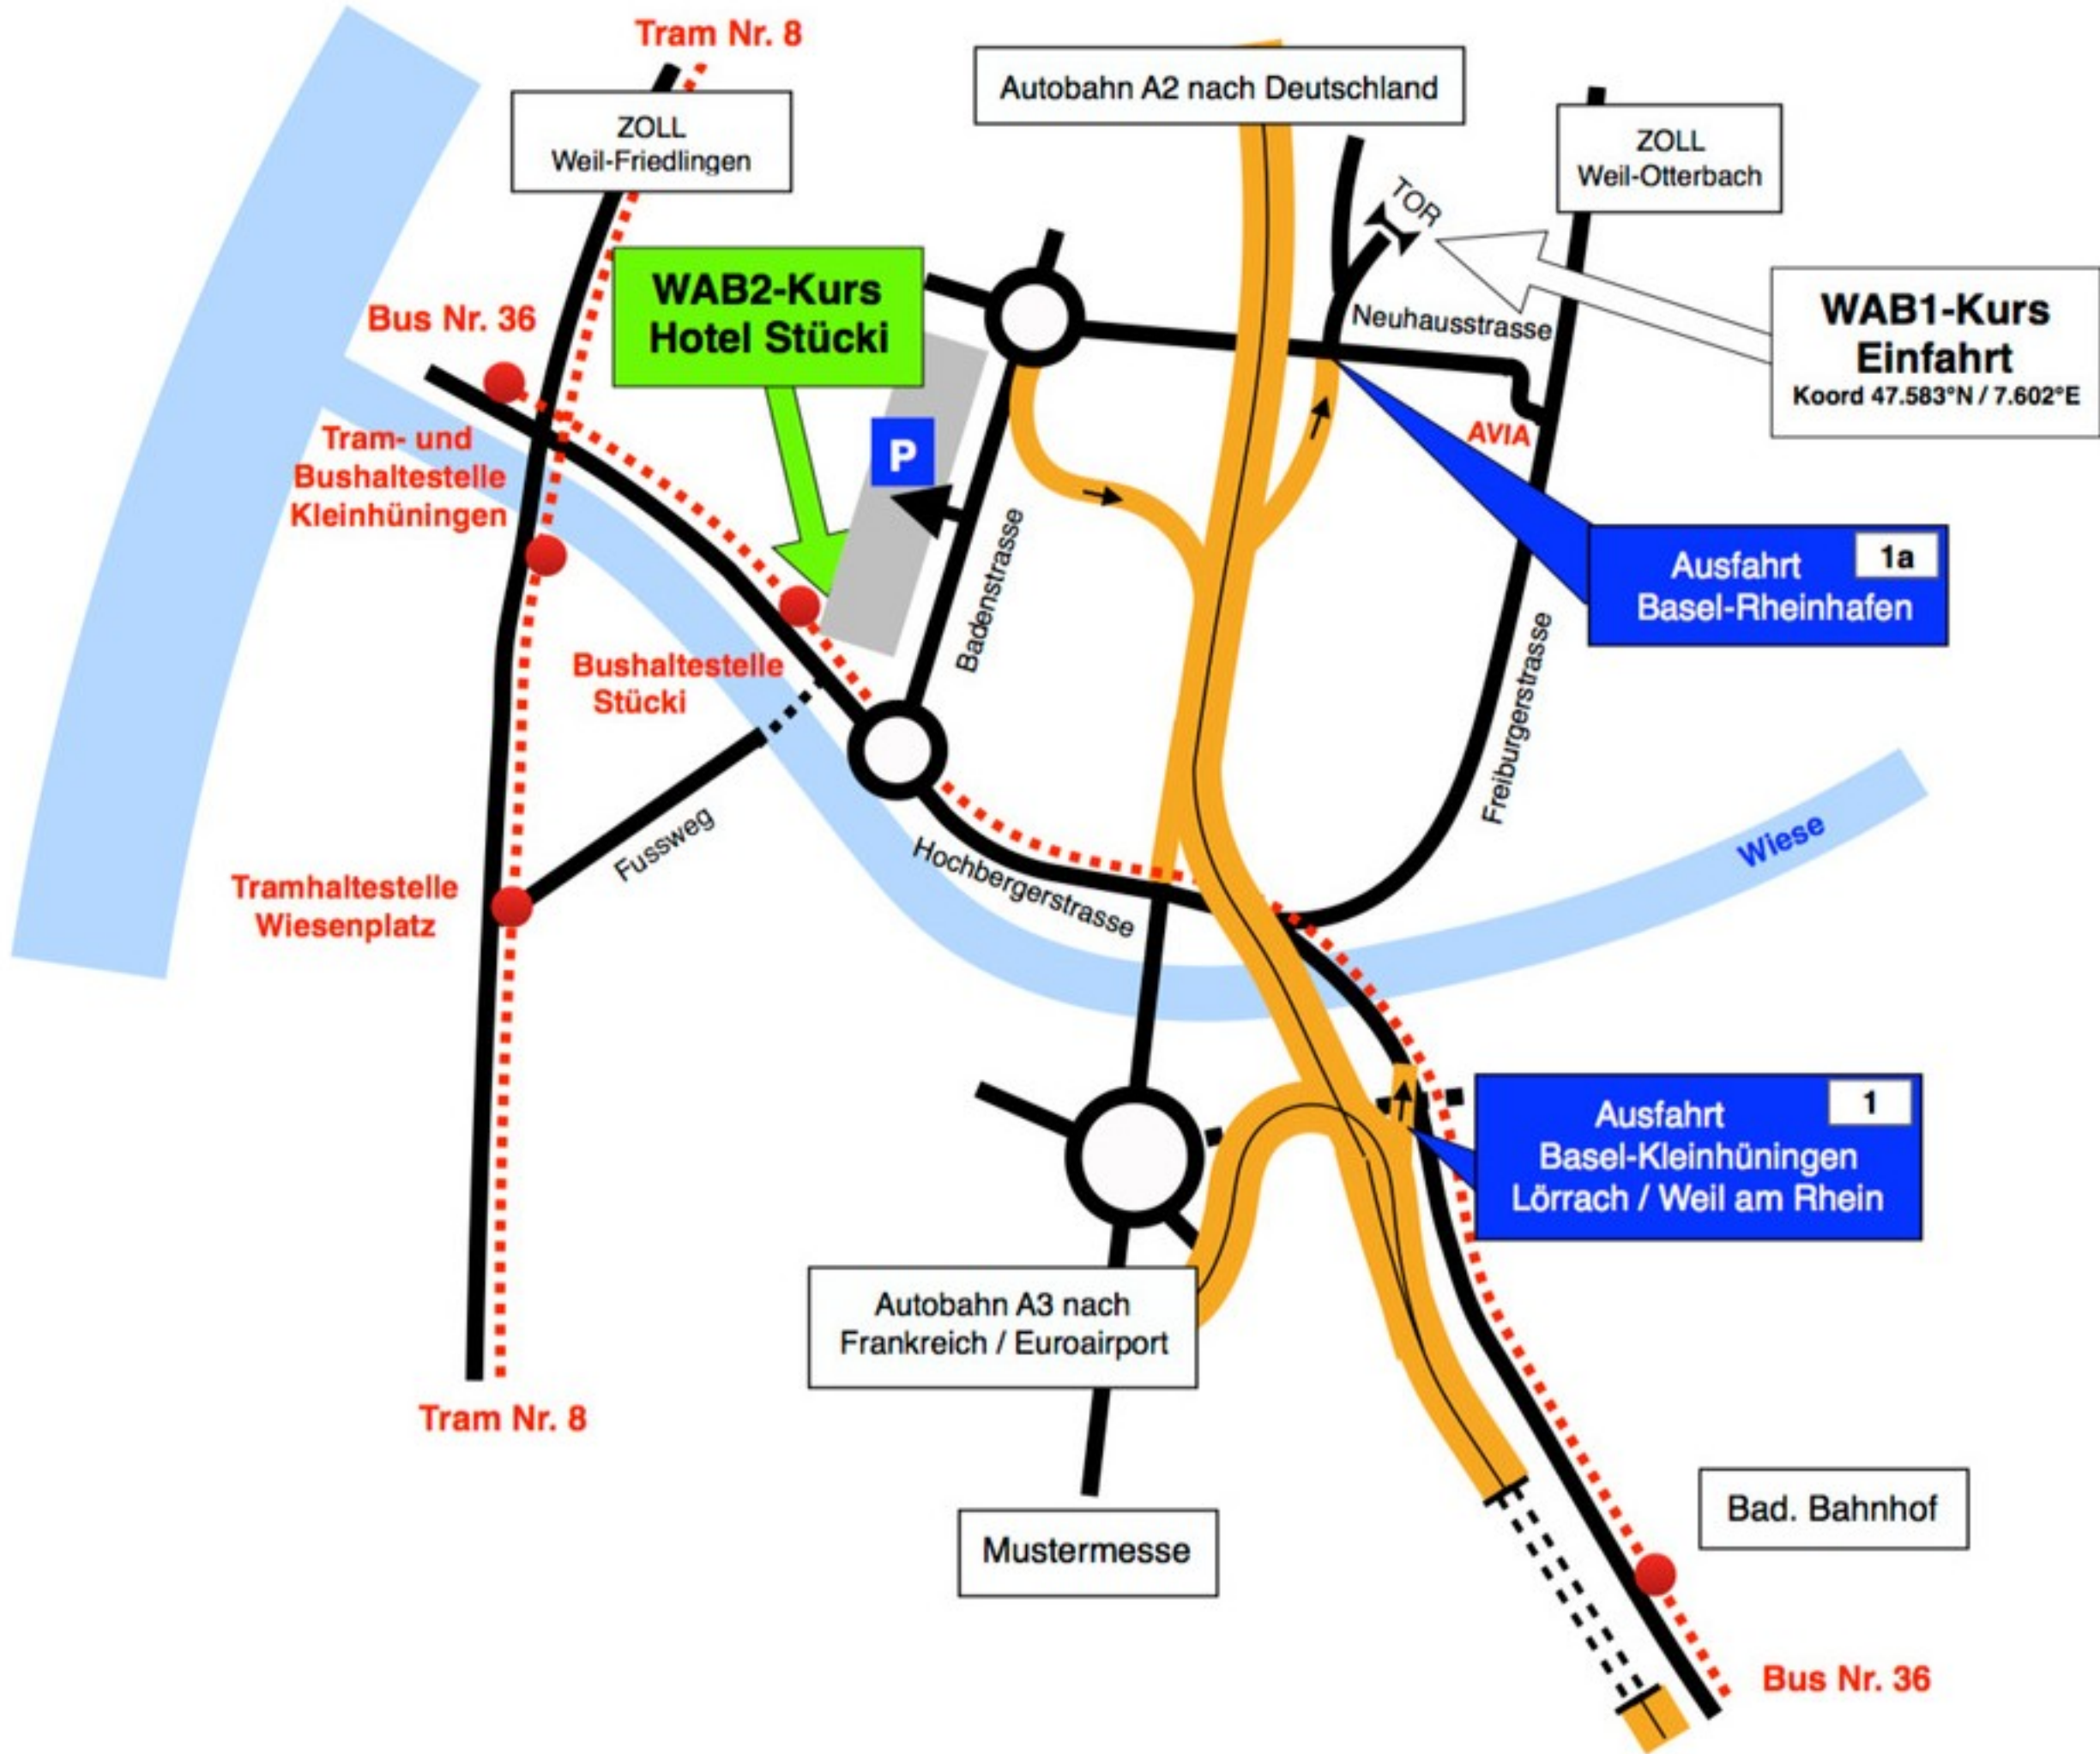 Tram Nr. 8
Autobahn A2 nach Deutschland
ZOLL
Weil-Friedlingen
ZOLL
Weil-Otterbach
TOR
WAB2-Kurs
Hotel Stücki
Bus Nr. 36
Neuhausstrasse
WAB1-Kurs
Einfahrt
Koord 47.583°N / 7.602°E
Tram- und
Bushaltestelle
Kleinhüningen
P
AVIA
Badenstrasse
Ausfahrt 1a
Basel-Rheinhafen
Bushaltestelle
Stücki
Freiburgerstrasse
Fussweg
Hochbergerstrasse
Wiese
Tramhaltestelle
Wiesenplatz
Ausfahrt 1
Basel-Kleinhüningen
Lörrach / Weil am Rhein
Autobahn A3 nach
Frankreich / Euroairport
Tram Nr. 8
Mustermesse
Bad. Bahnhof
Bus Nr. 36